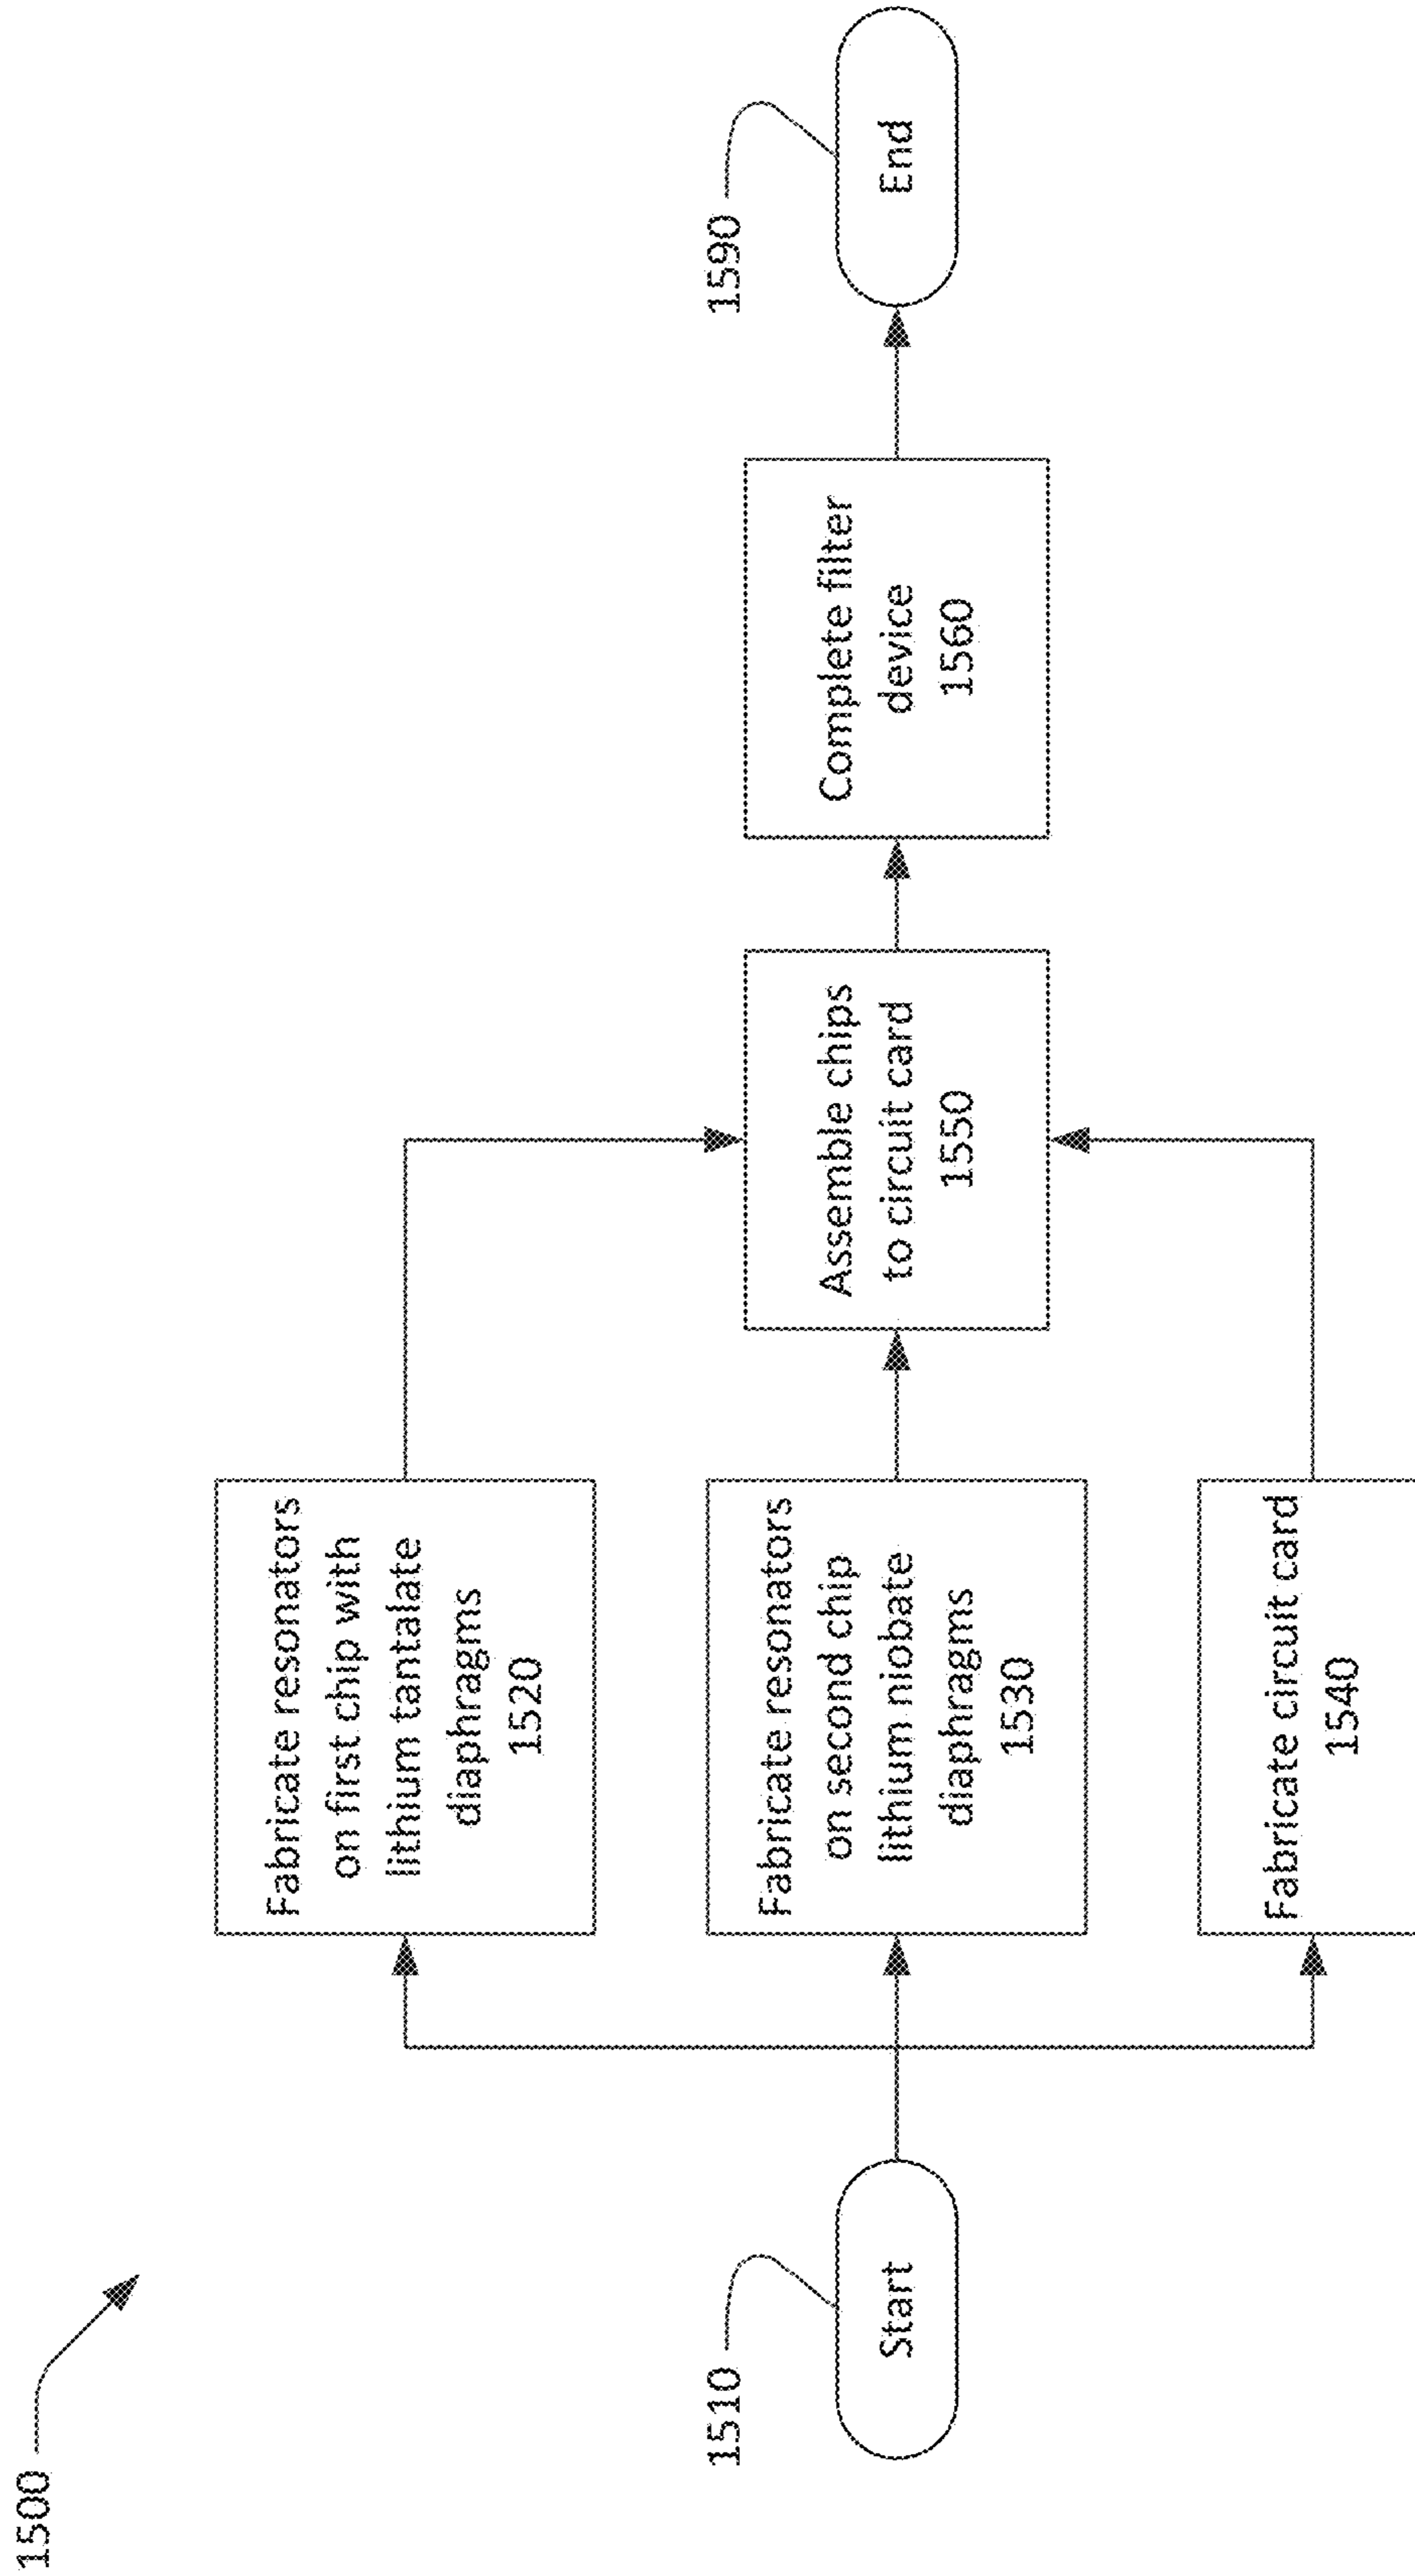 1500
1510
Start
Fabricate resonators
on first chip with
lithium tantalate
diaphragms
1520
Fabricate resonators
on second chip
lithium niobate
diaphragms
1530
Fabricate circuit card
1540
Assemble chips
to circuit card
1550
Complete filter
device
1560
1590
End